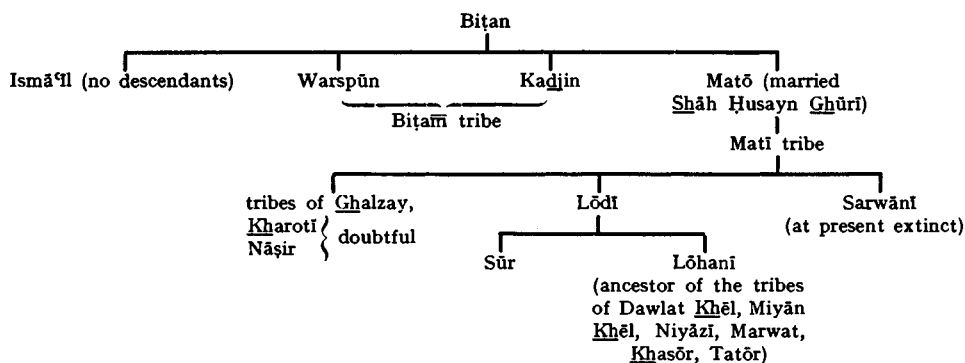 Biṭan
Ismāʿīl (no descendants)
Warspūn
Kadjin
Matō (married
Shāh Ḥusayn Ghūrī)
Biṭanī tribe
Matī tribe
tribes of Ghalzay,
Kharotī
Nāṣir
doubtful
Lōdī
Sarwānī
(at present extinct)
Sūr
Lōhanī
(ancestor of the tribes
of Dawlat Khēl, Miyān
Khēl, Niyāzī, Marwat,
Khasōr, Tatōr)